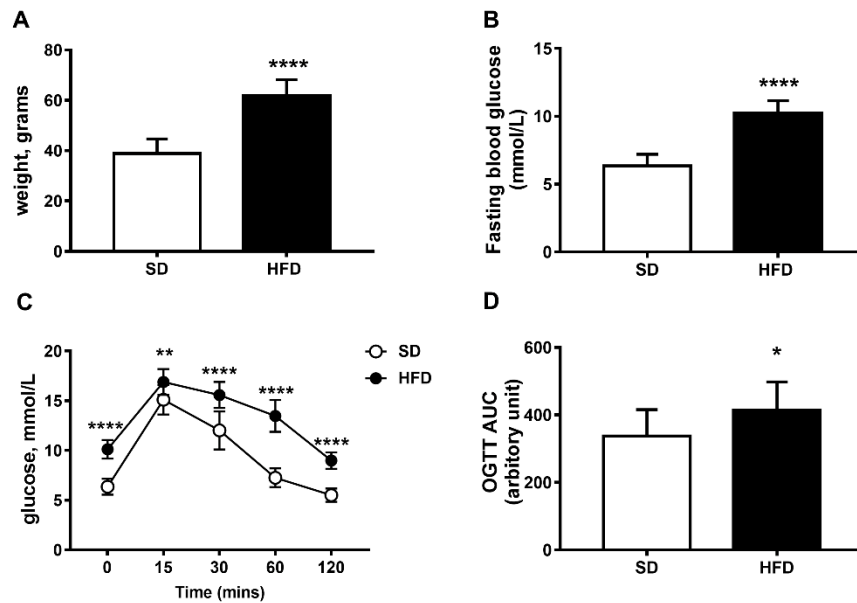 A
weight, grams
80
60
40
20
0
****
SD
HFD
B
Fasting blood glucose
(mmol/L)
15
10
5
0
****
SD
HFD
C
glucose, mmol/L
20
15
10
5
0
****
**
****
****
****
SD
HFD
0 15 30 60 120
Time (mins)
D
OGTT AUC
(arbitory unit)
600
400
200
0
*
SD
HFD